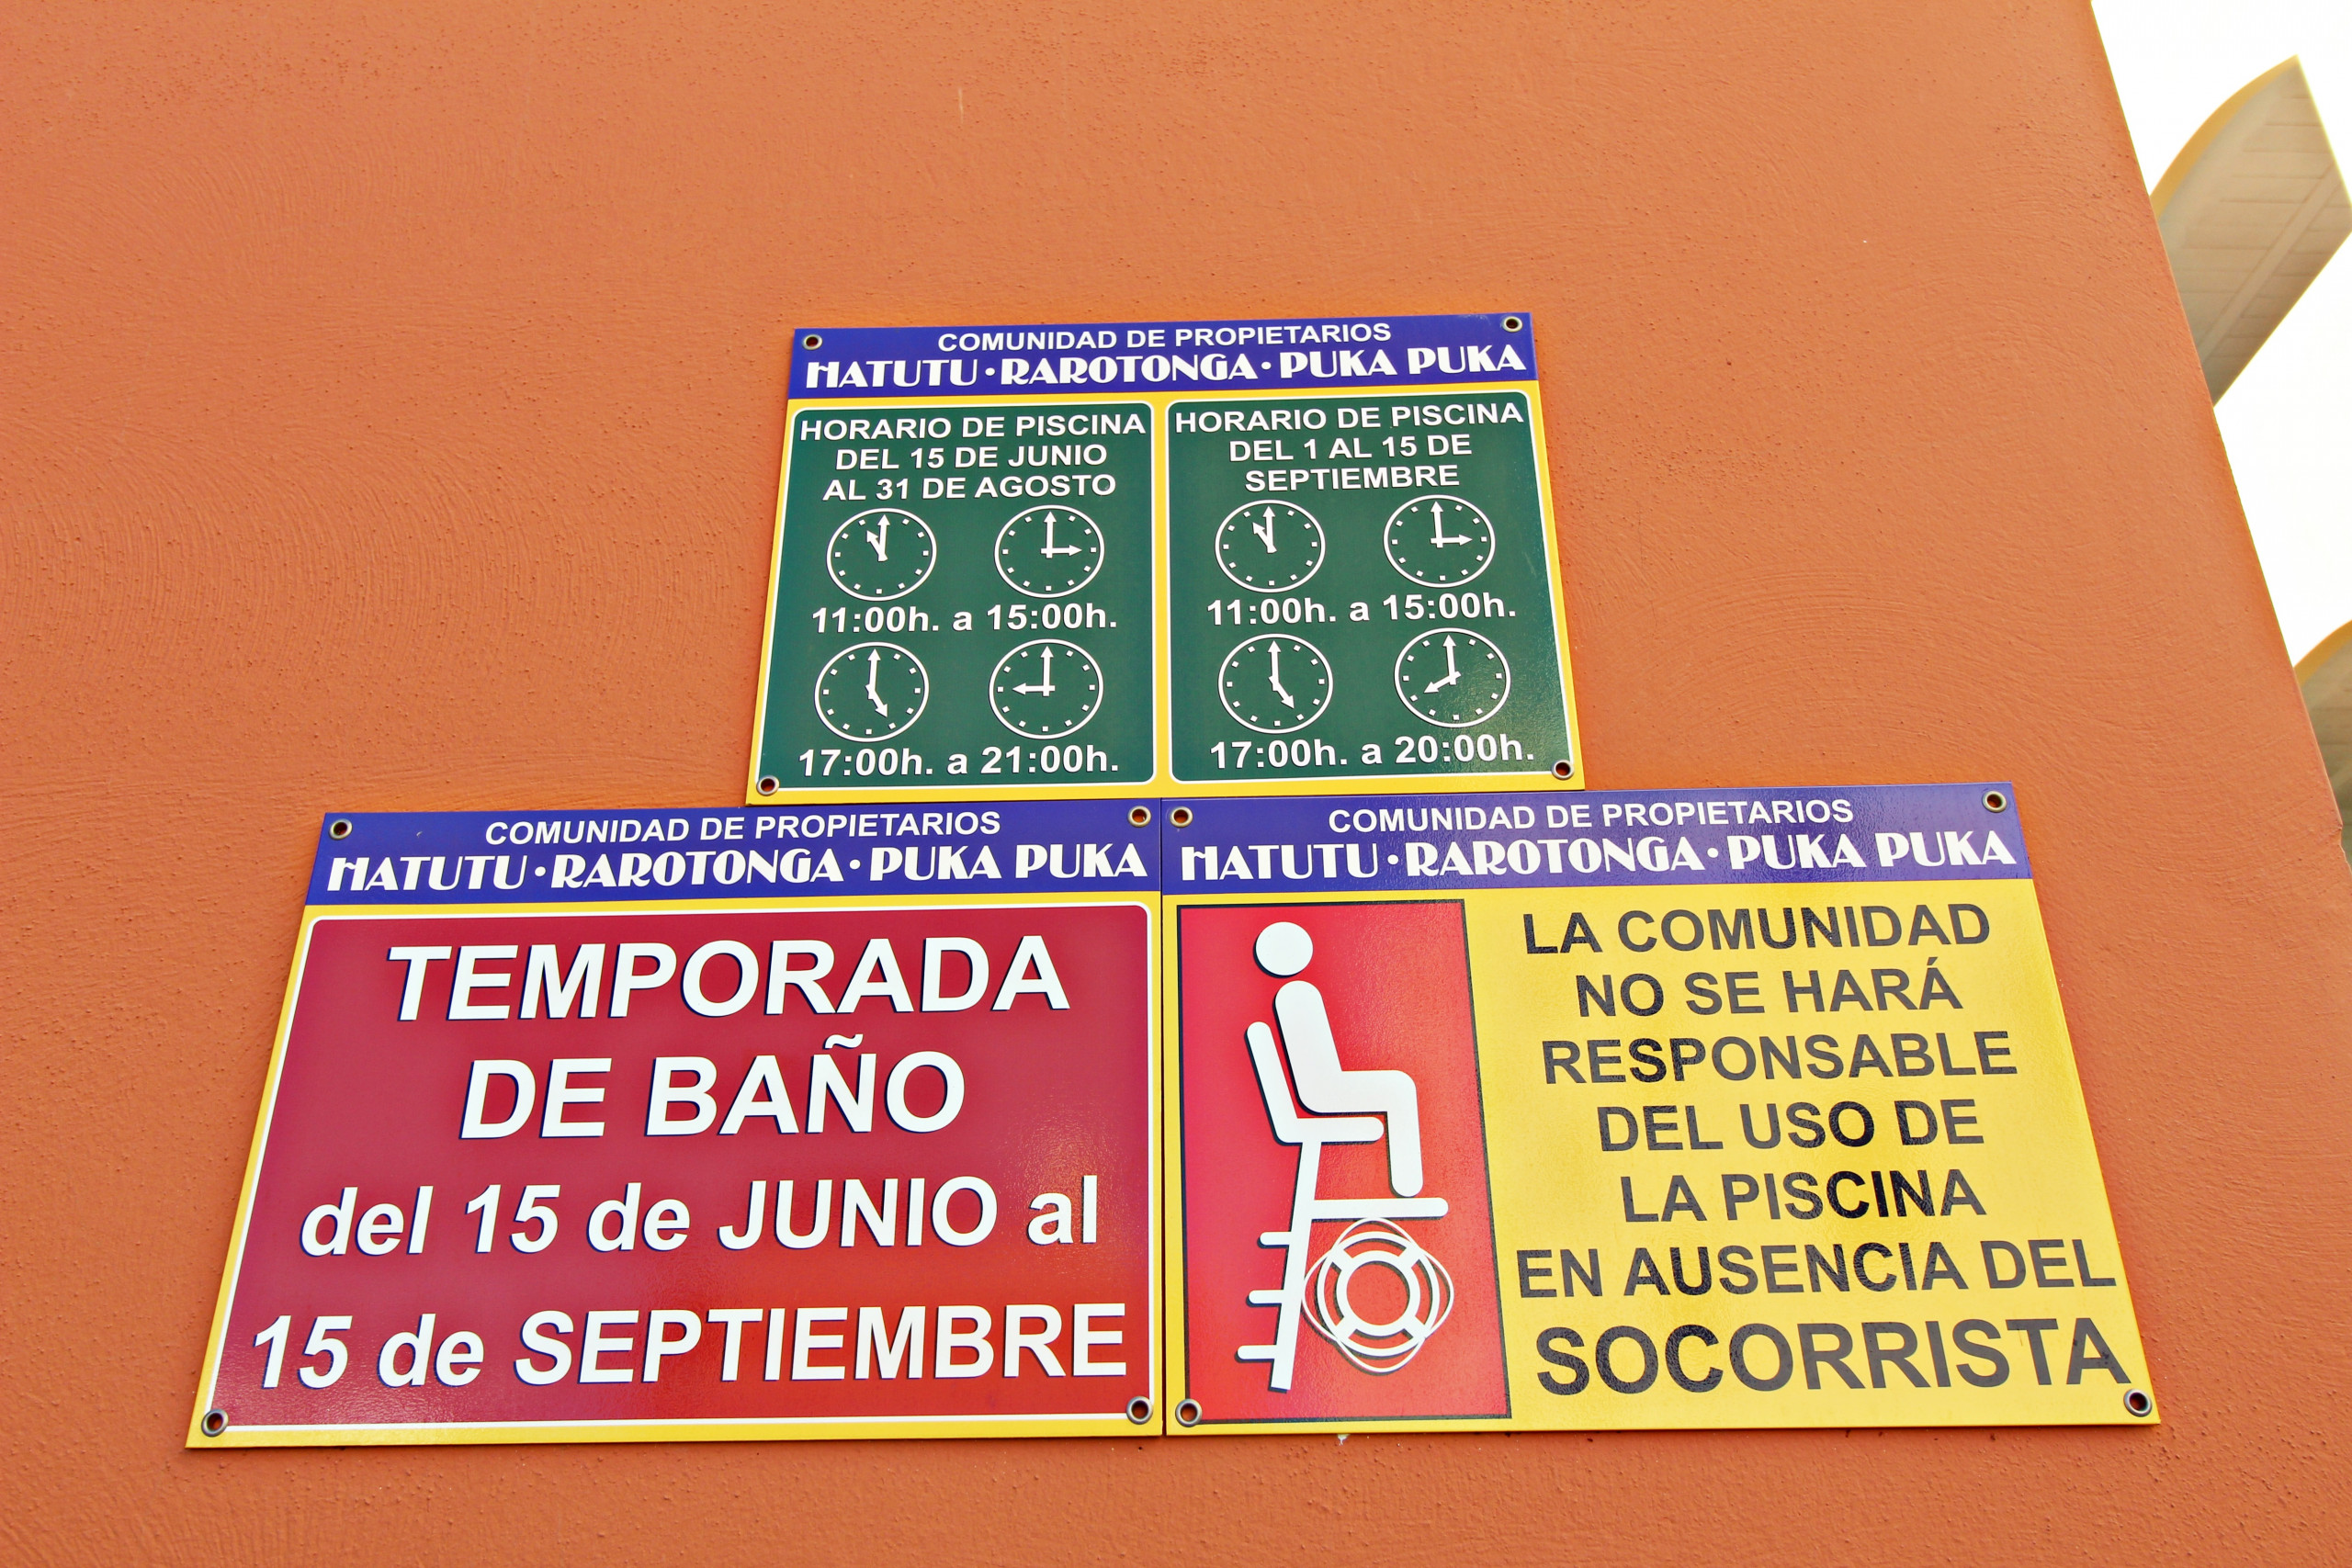 COMUNIDAD DE PROPIETARIOS
HATUTU · RAROTONGA · PUKA PUKA
HORARIO DE PISCINA
DEL 15 DE JUNIO
AL 31 DE AGOSTO
11:00h. a 15:00h.
17:00h. a 21:00h.
HORARIO DE PISCINA
DEL 1 AL 15 DE
SEPTIEMBRE
11:00h. a 15:00h.
17:00h. a 20:00h.
COMUNIDAD DE PROPIETARIOS
HATUTU · RAROTONGA · PUKA PUKA
TEMPORADA
DE BAÑO
del 15 de JUNIO al
15 de SEPTIEMBRE
COMUNIDAD DE PROPIETARIOS
HATUTU · RAROTONGA · PUKA PUKA
LA COMUNIDAD
NO SE HARÁ
RESPONSABLE
DEL USO DE
LA PISCINA
EN AUSENCIA DEL
SOCORRISTA